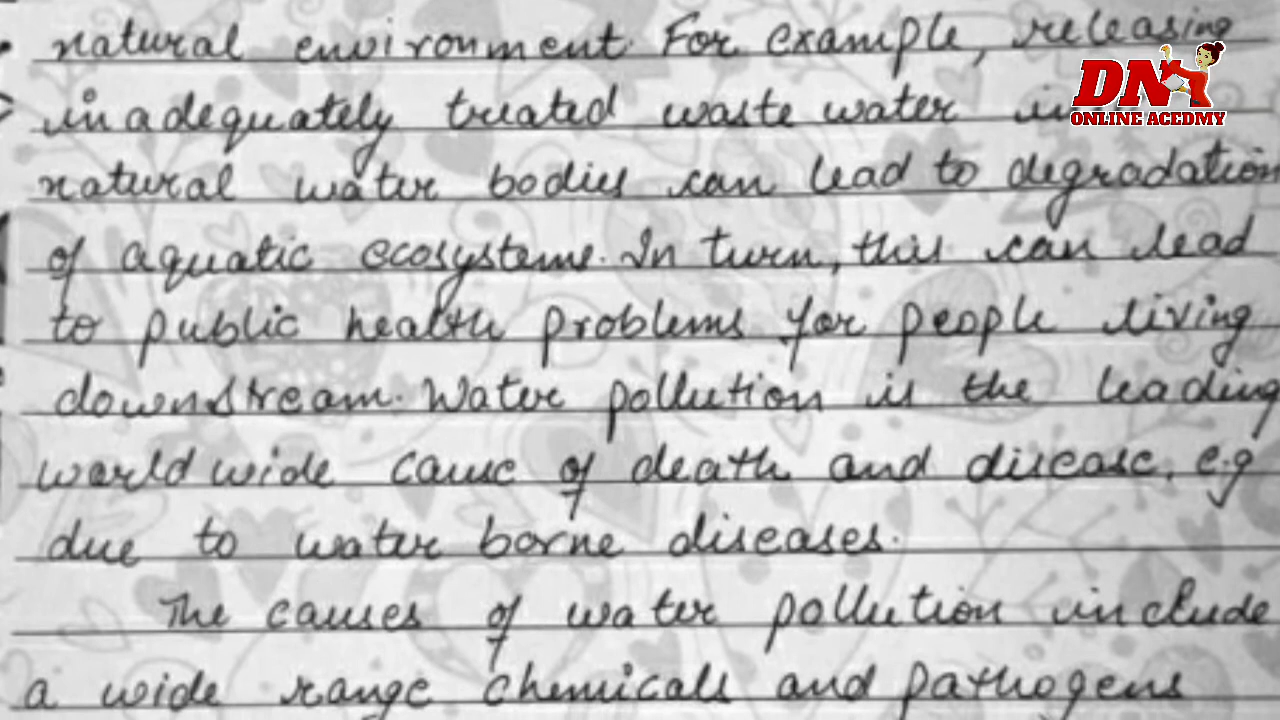 natural environment. For example, releasing
DN
ONLINE ACEDMY
inadequately treated waste water
natural water bodies can lead to degradation
of aquatic ecosystems. In turn, this can lead
to public health problems for people living
downstream. Water pollution is the leading
world wide cause of death and disease, e.g
due to water borne diseases.
The causes of water pollution include
a wide range chemicals and pathogens